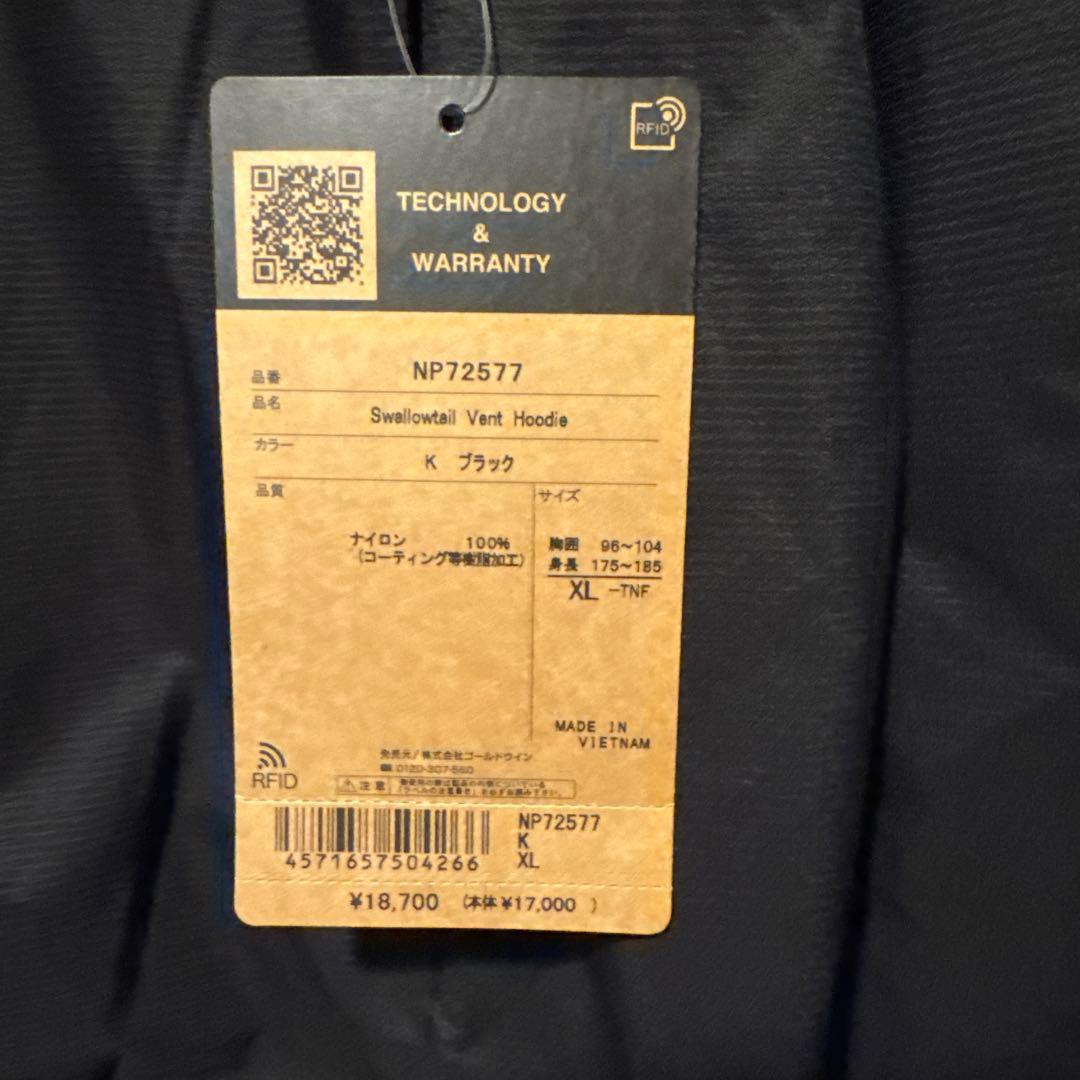 RFID
TECHNOLOGY
&
WARRANTY
品番 NP72577
品名
Swallowtail Vent Hoodie
カラー
K ブラック
品質
サイズ
ナイロン 100%
(コーティング等樹脂加工)
胸囲 96~104
身長 175~185
XL -TNF
MADE IN
VIETNAM
RFID
発売元/株式会社ゴールドウイン
☎0120-307-560
注意
NP72577
K
XL
4571657504266
¥18,700 (本体¥17,000 )